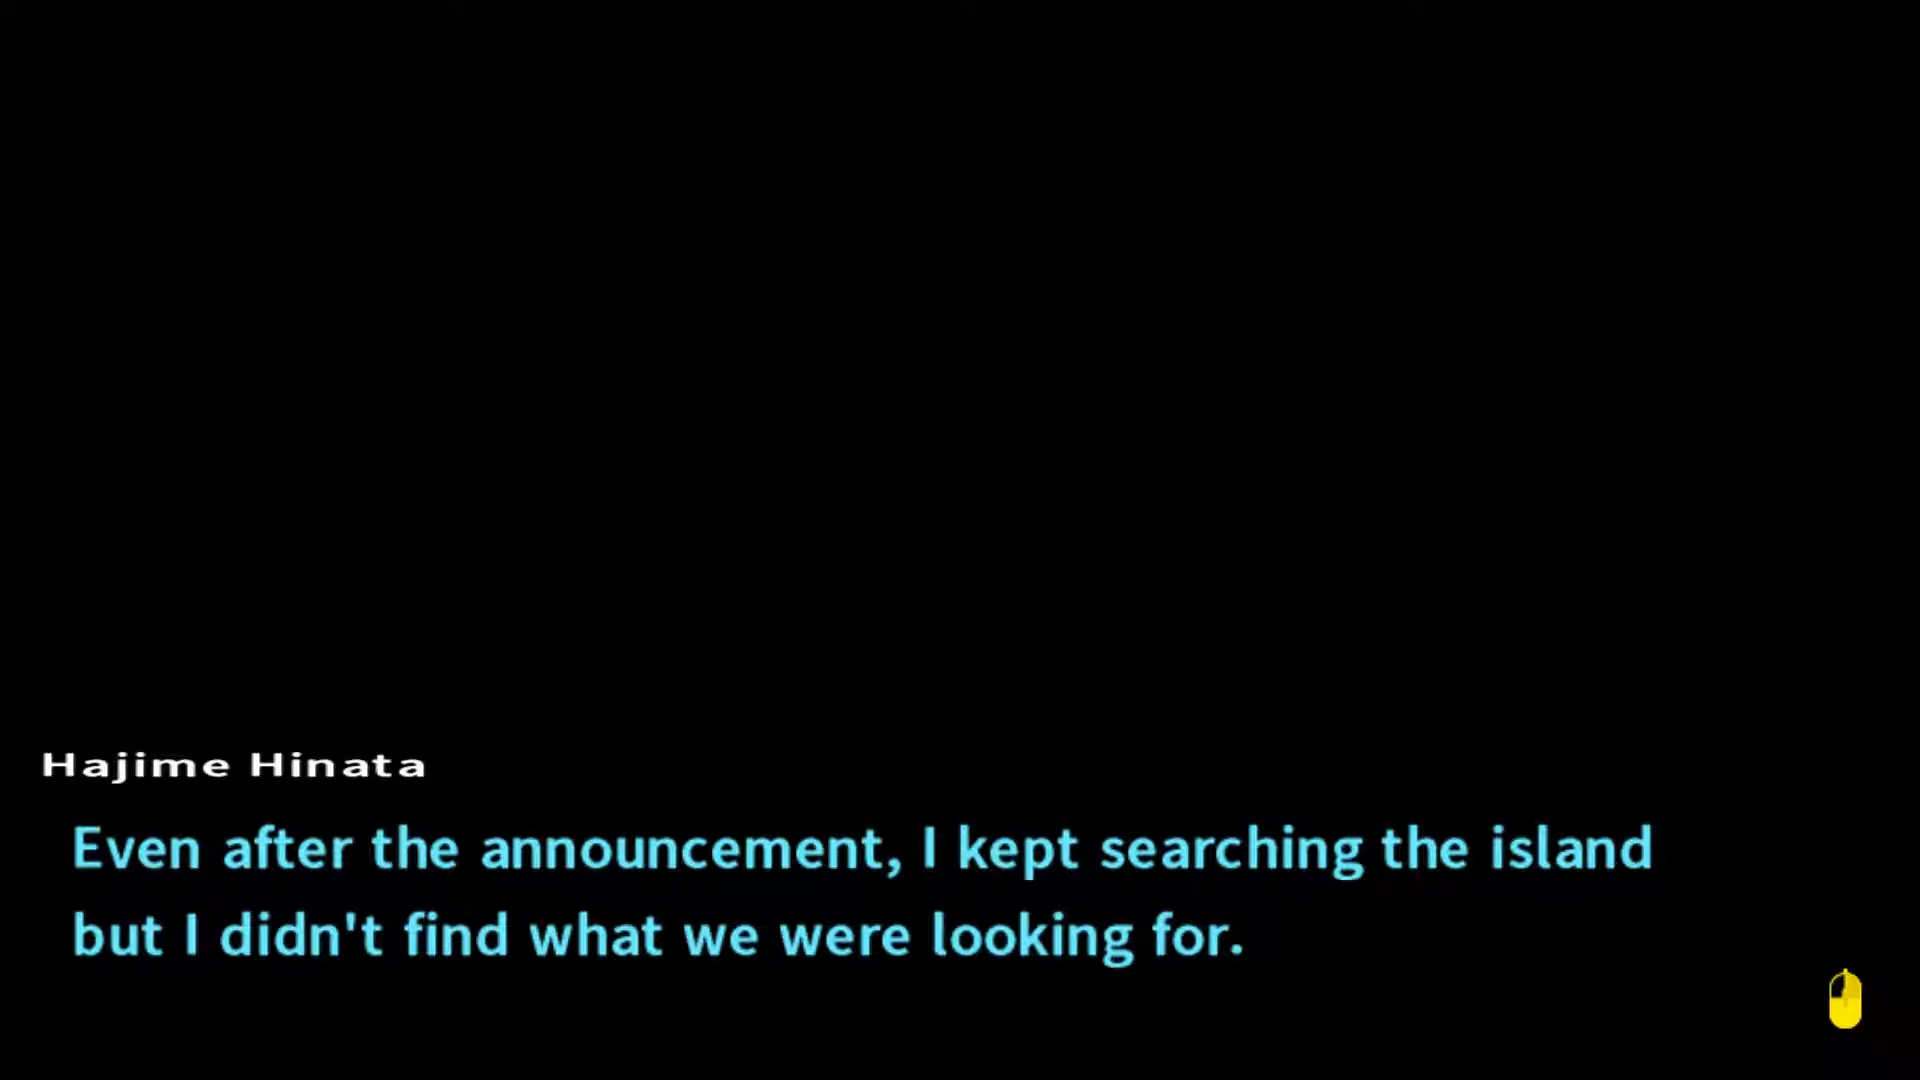 Hajime Hinata
Even after the announcement, I kept searching the island
but I didn't find what we were looking for.